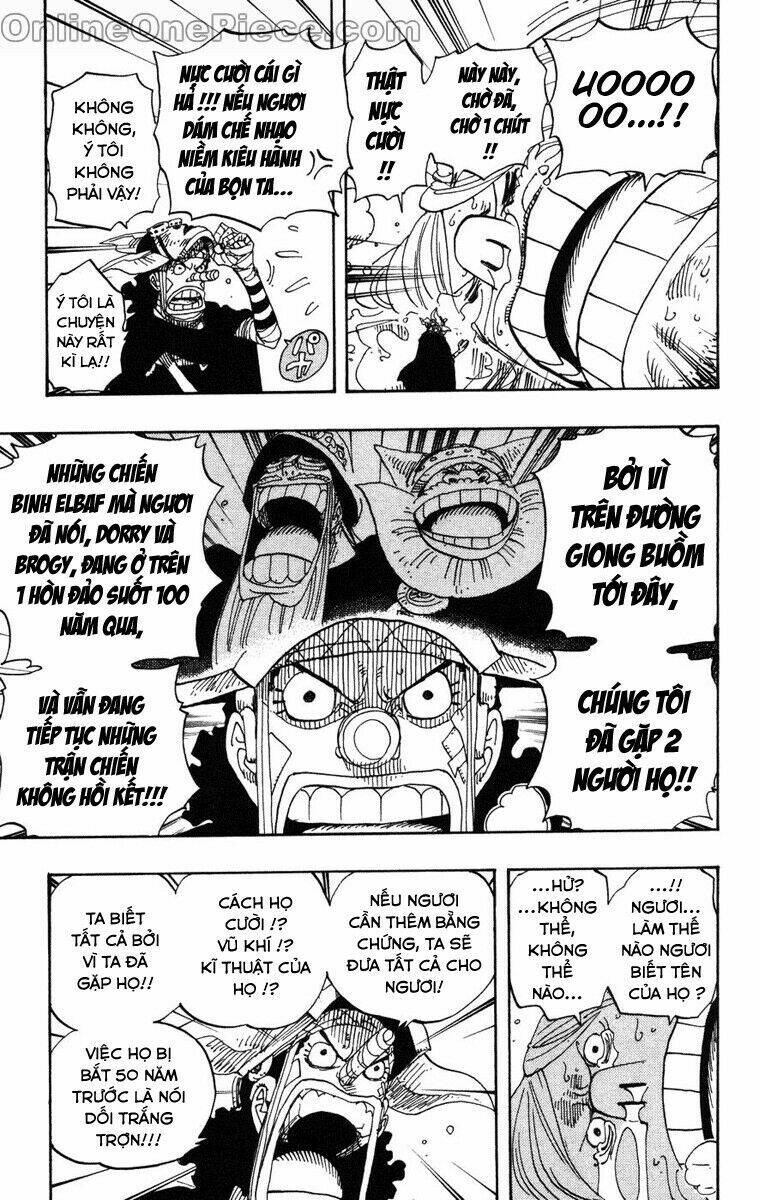 OnlineOnePiece.com
UOOOO
OO...!!
NÀY NÀY,
CHỜ ĐÃ,
CHỜ 1 CHÚT
!!
THẬT
NỰC
CƯỜI
!!
NỰC CƯỜI CÁI GÌ
HẢ !!! NẾU NGƯƠI
DÁM CHẾ NHẠO
NIỀM KIÊU HÃNH
CỦA BỌN TA...
KHÔNG
KHÔNG,
Ý TÔI
KHÔNG
PHẢI VẬY!
Ý TÔI LÀ
CHUYỆN
NÀY RẤT
KÌ LẠ!!
バカ
BỞI VÌ
TRÊN ĐƯỜNG
GIONG BUỒM
TỚI ĐÂY,
CHÚNG TÔI
ĐÃ GẶP 2
NGƯỜI HỌ!!
NHỮNG CHIẾN
BINH ELBAF MÀ NGƯƠI
ĐÃ NÓI, DORRY VÀ
BROGY, ĐANG Ở TRÊN
1 HÒN ĐẢO SUỐT 100
NĂM QUA,
VÀ VẪN ĐANG
TIẾP TỤC NHỮNG
TRẬN CHIẾN
KHÔNG HỒI KẾT!!!
...!!
NGƯƠI...
LÀM THẾ
NÀO NGƯƠI
BIẾT TÊN
CỦA HỌ ?
...HỬ?
...KHÔNG
THỂ,
KHÔNG
THỂ
NÀO...
NẾU NGƯƠI
CẦN THÊM BẰNG
CHỨNG, TA SẼ
ĐƯA TẤT CẢ CHO
NGƯƠI!
CÁCH HỌ
CƯỜI !?
VŨ KHÍ !?
KĨ THUẬT CỦA
HỌ !?
TA BIẾT
TẤT CẢ BỞI
VÌ TA ĐÃ
GẶP HỌ!!
VIỆC HỌ BỊ
BẮT 50 NĂM
TRƯỚC LÀ NÓI
DỐI TRẮNG
TRỢN!!!